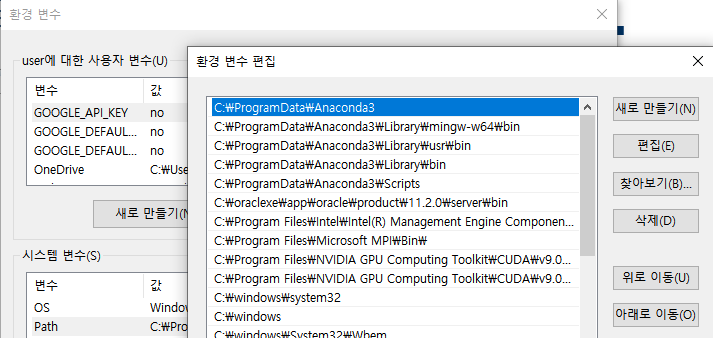 환경 변수
user에 대한 사용자 변수(U)
변수 값
GOOGLE_API_KEY no
GOOGLE_DEFAUL... no
GOOGLE_DEFAUL... no
OneDrive C:₩Use
새로 만들기(N
시스템 변수(S)
변수 값
OS Window
Path C:₩Pro
환경 변수 편집
C:₩ProgramData₩Anaconda3
C:₩ProgramData₩Anaconda3₩Library₩mingw-w64₩bin
C:₩ProgramData₩Anaconda3₩Library₩usr₩bin
C:₩ProgramData₩Anaconda3₩Library₩bin
C:₩ProgramData₩Anaconda3₩Scripts
C:₩oraclexe₩app₩oracle₩product₩11.2.0₩server₩bin
C:₩Program Files₩Intel₩Intel(R) Management Engine Componen...
C:₩Program Files₩Microsoft MPI₩Bin₩
C:₩Program Files₩NVIDIA GPU Computing Toolkit₩CUDA₩v9.0...
C:₩Program Files₩NVIDIA GPU Computing Toolkit₩CUDA₩v9.0...
C:₩windows₩system32
C:₩windows
C:₩windows₩System32₩Wbem
새로 만들기(N)
편집(E)
찾아보기(B)...
삭제(D)
위로 이동(U)
아래로 이동(O)